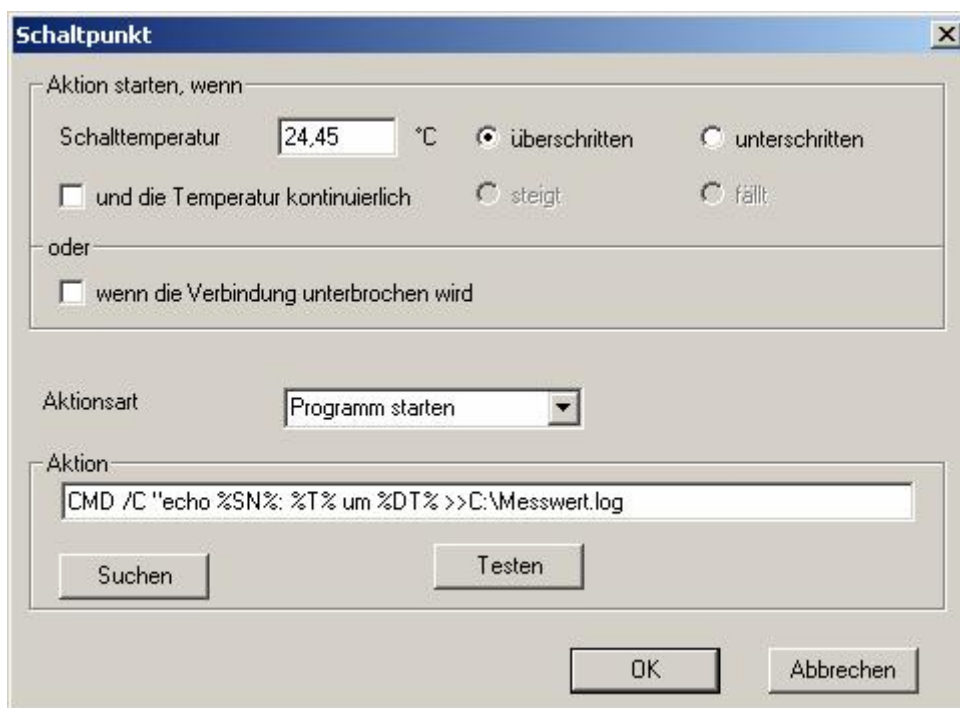 Schaltpunkt
Aktion starten, wenn
Schalttemperatur 24,45 °C überschritten unterschritten
und die Temperatur kontinuierlich steigt fällt
oder
wenn die Verbindung unterbrochen wird
Aktionsart Programm starten
Aktion
CMD /C "echo %SN%: %T% um %DT% >>C:\Messwert.log
Suchen Testen
OK Abbrechen